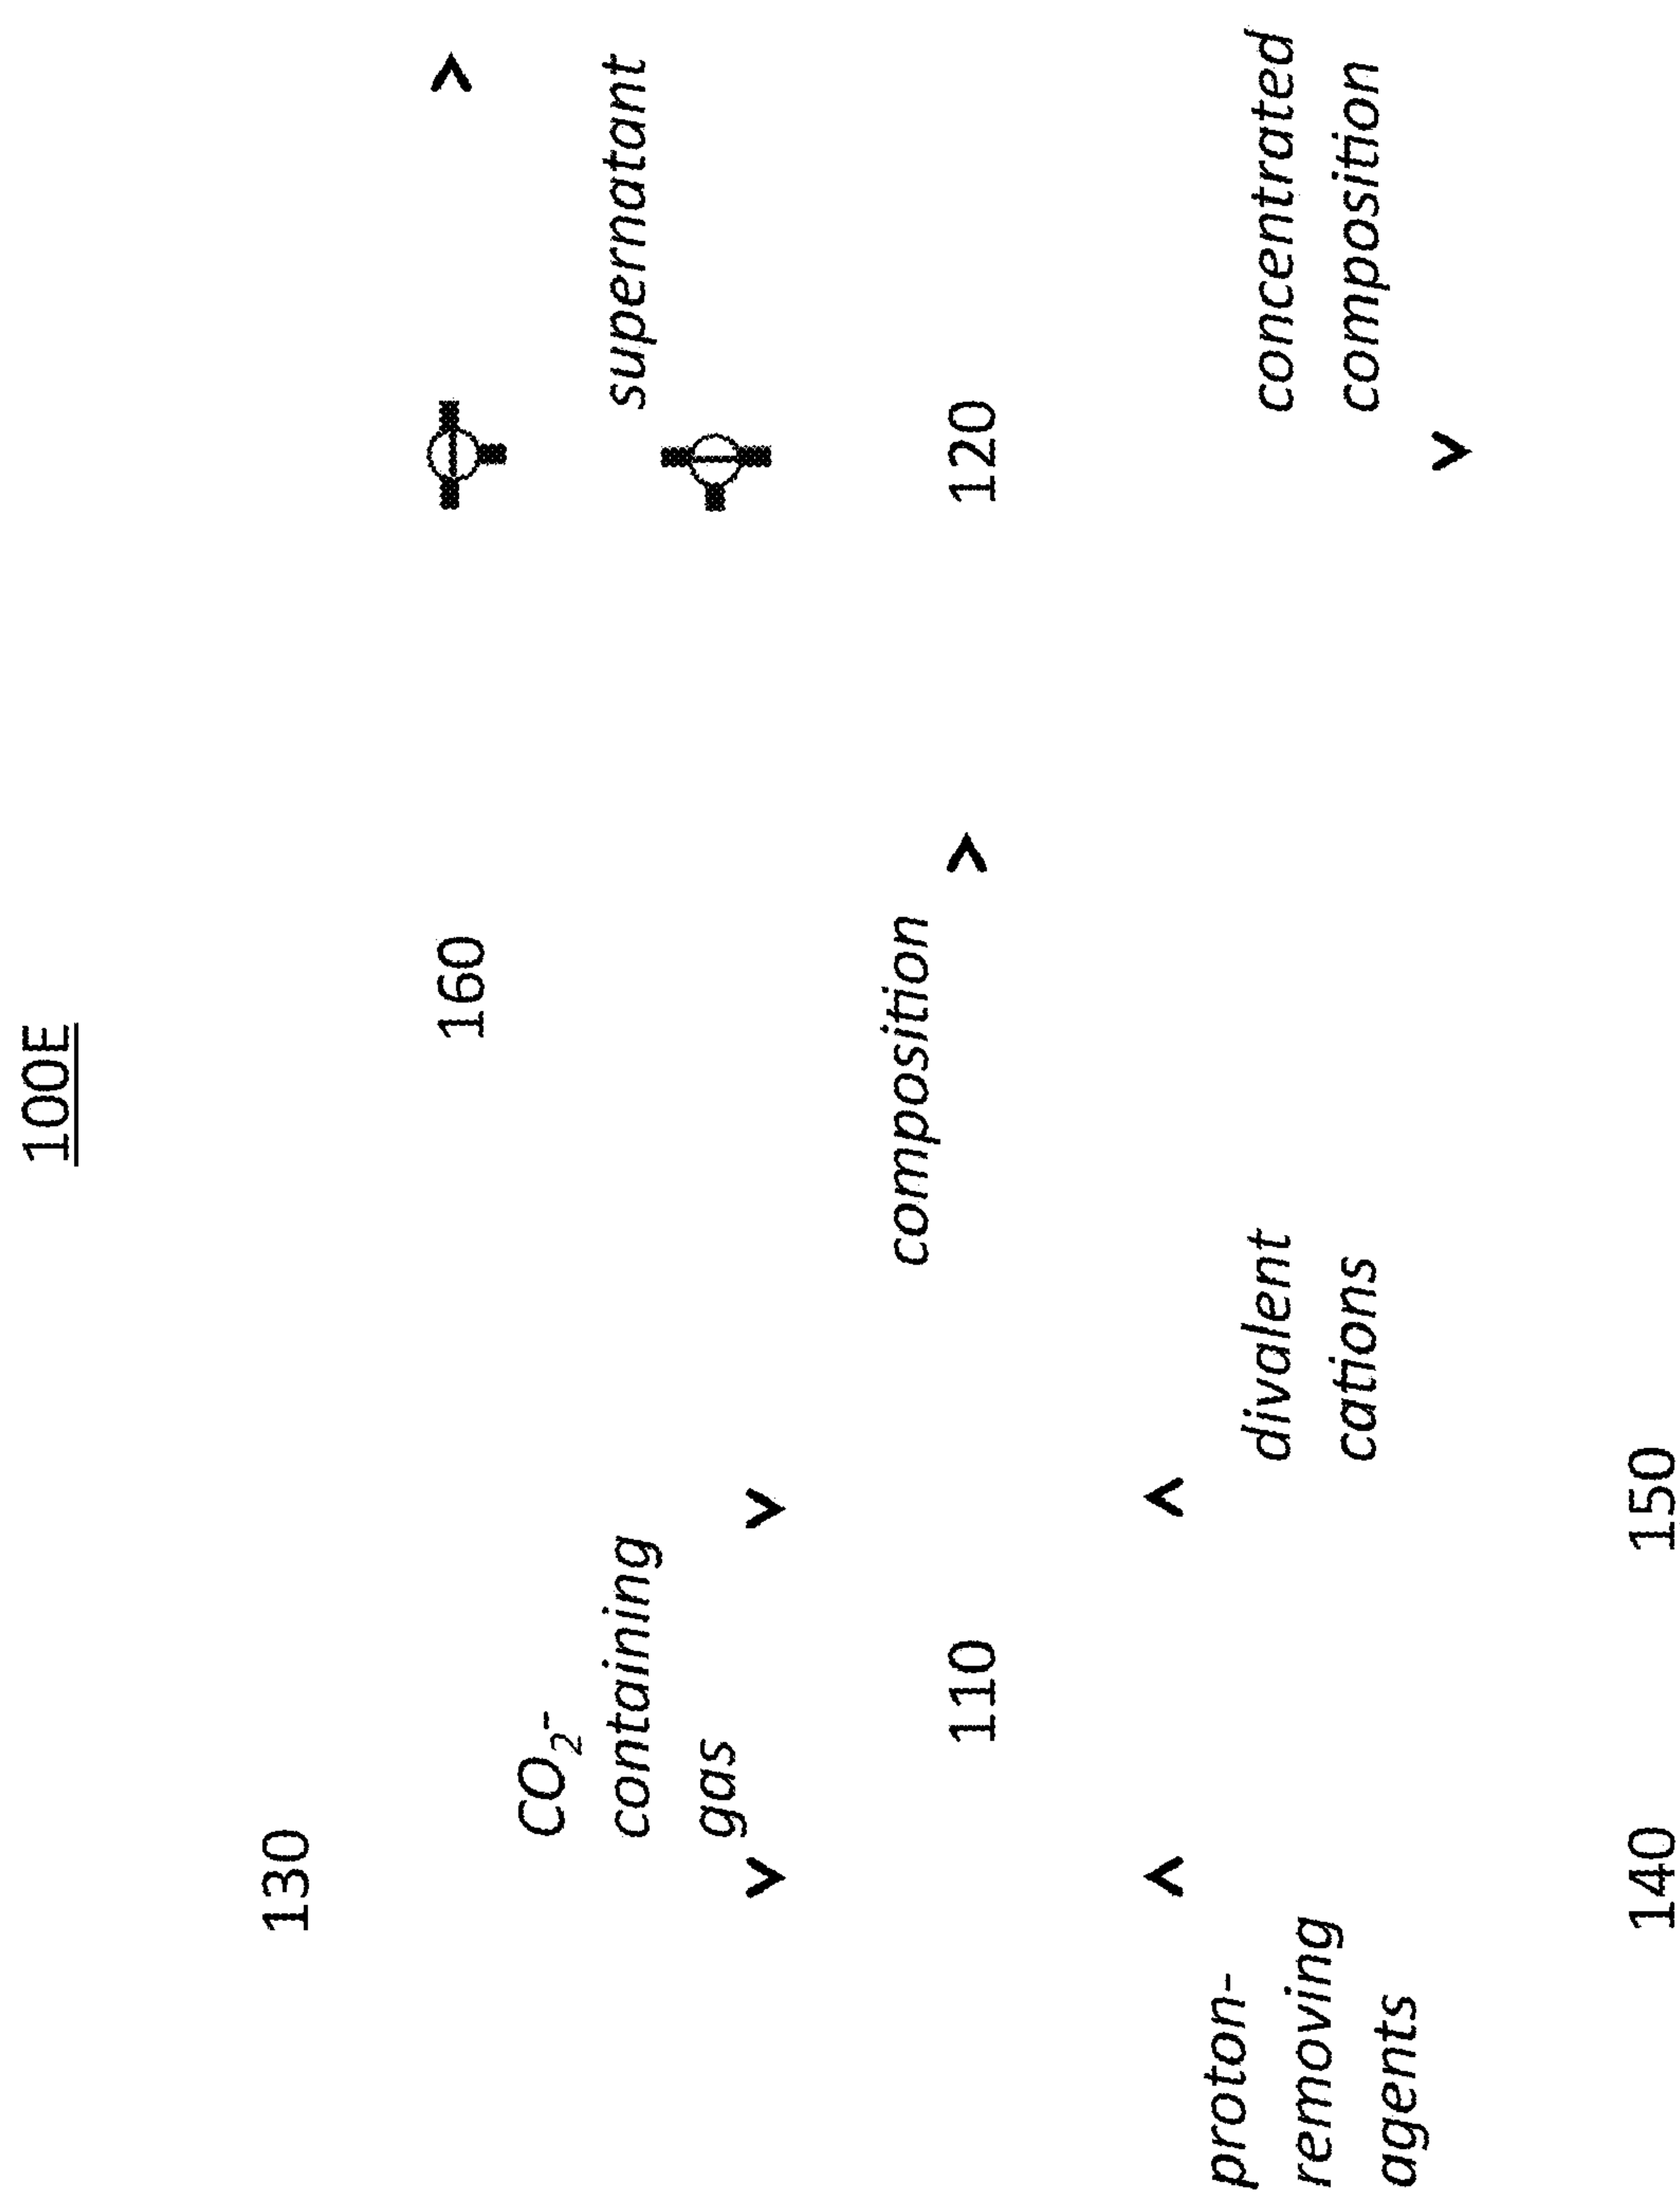 100E
130
160
CO₂-
containing
gas
supernatant
composition
110
120
proton-
removing
agents
divalent
cations
concentrated
composition
140
150